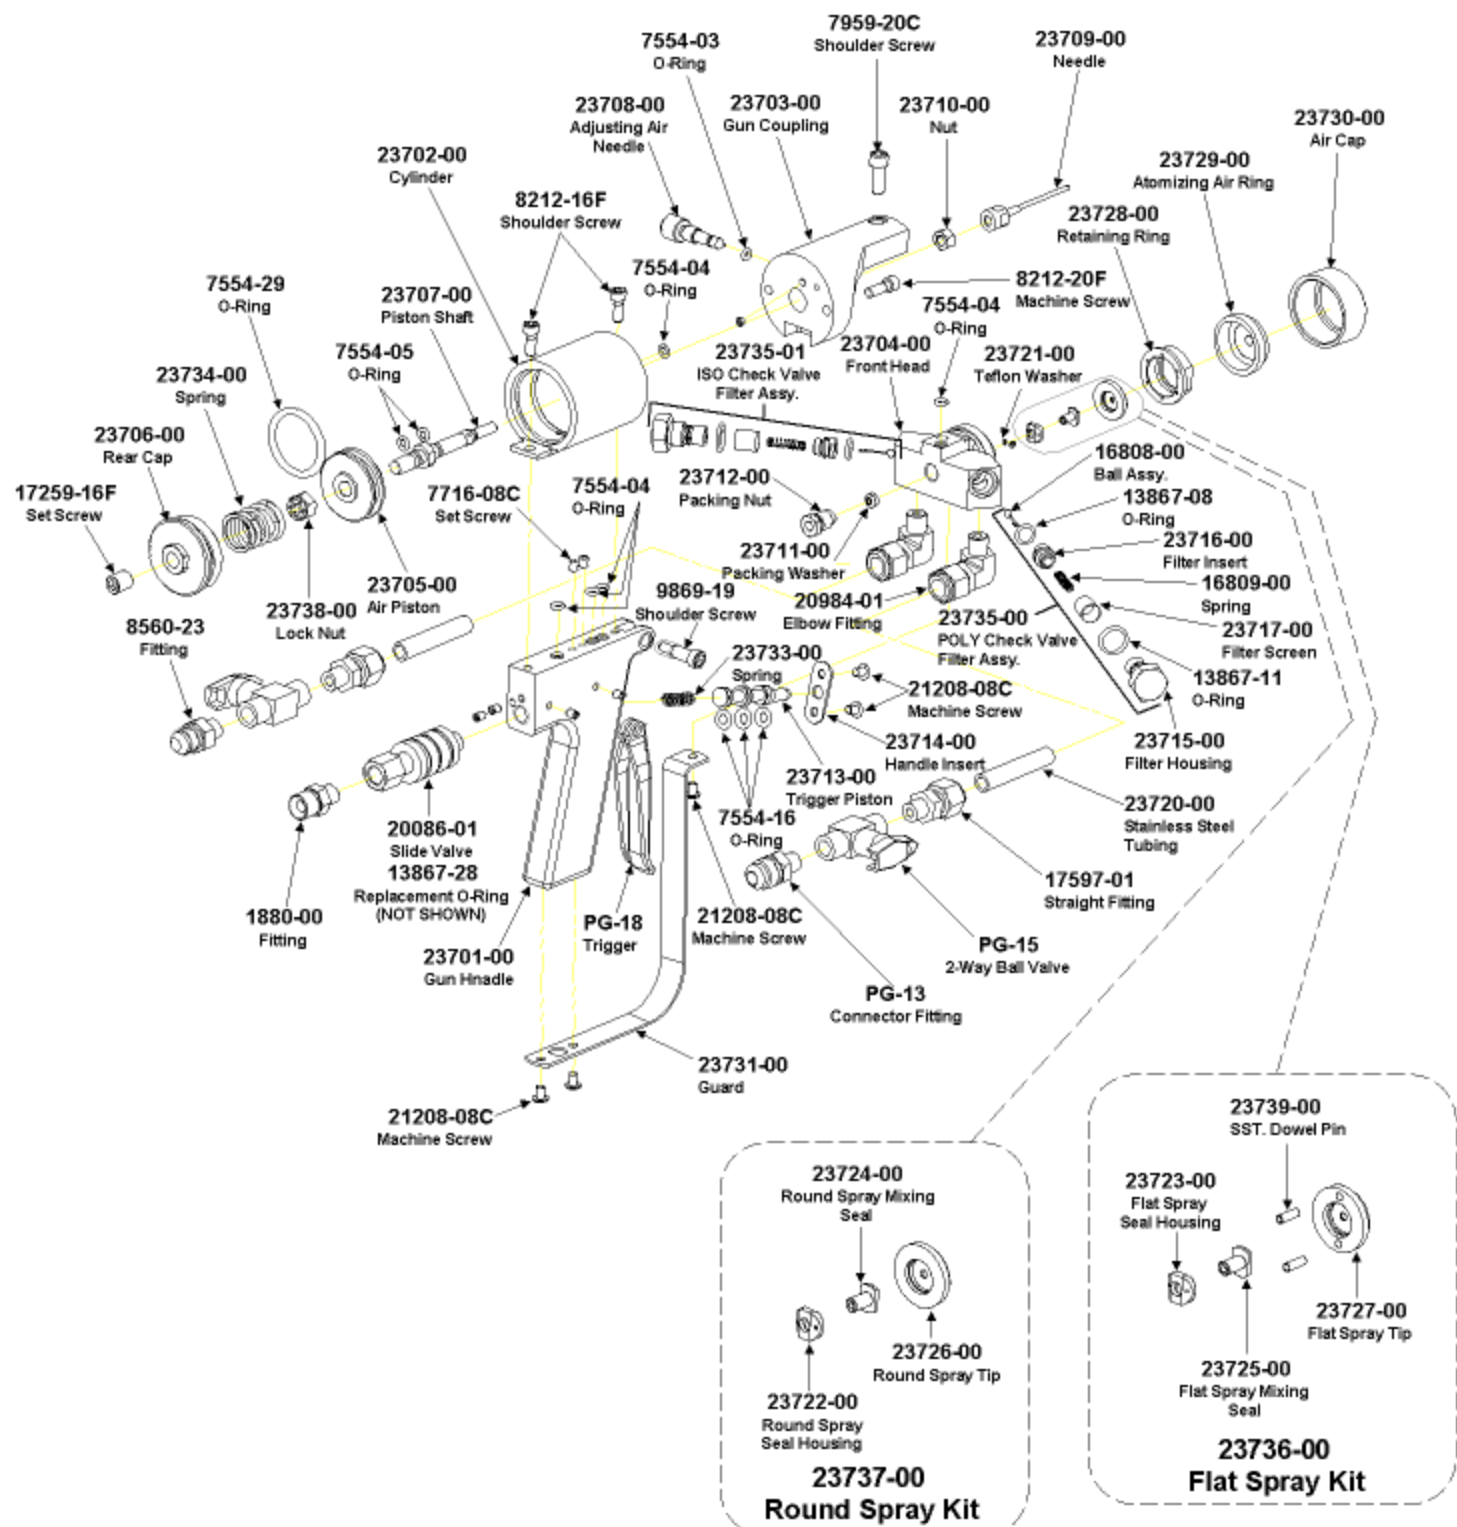 7959-20C
Shoulder Screw
7554-03
O-Ring
23709-00
Needle
23708-00
Adjusting Air
Needle
23703-00
Gun Coupling
23710-00
Nut
23730-00
Air Cap
23702-00
Cylinder
23729-00
Atomizing Air Ring
8212-16F
Shoulder Screw
23728-00
Retaining Ring
7554-29
O-Ring
23707-00
Piston Shaft
7554-04
O-Ring
8212-20F
Machine Screw
7554-04
O-Ring
7554-05
O-Ring
23735-01
ISO Check Valve
Filter Assy.
23704-00
Front Head
23721-00
Teflon Washer
23734-00
Spring
23706-00
Rear Cap
17259-16F
Set Screw
7716-08C
Set Screw
7554-04
O-Ring
23712-00
Packing Nut
16808-00
Ball Assy.
13867-08
O-Ring
23716-00
Filter Insert
23711-00
Packing Washer
16809-00
Spring
23705-00
Air Piston
23738-00
Lock Nut
9869-19
Shoulder Screw
20984-01
Elbow Fitting
23735-00
POLY Check Valve
Filter Assy.
23717-00
Filter Screen
8560-23
Fitting
23733-00
Spring
21208-08C
Machine Screw
13867-11
O-Ring
23714-00
Handle Insert
23715-00
Filter Housing
23713-00
Trigger Piston
7554-16
O-Ring
23720-00
Stainless Steel
Tubing
20086-01
Slide Valve
13867-28
Replacement O-Ring
(NOT SHOWN)
17597-01
Straight Fitting
1880-00
Fitting
PG-18
Trigger
21208-08C
Machine Screw
23701-00
Gun Hnadle
PG-15
2-Way Ball Valve
PG-13
Connector Fitting
23731-00
Guard
21208-08C
Machine Screw
23724-00
Round Spray Mixing
Seal
23726-00
Round Spray Tip
23722-00
Round Spray
Seal Housing
23737-00
Round Spray Kit
23739-00
SST. Dowel Pin
23723-00
Flat Spray
Seal Housing
23727-00
Flat Spray Tip
23725-00
Flat Spray Mixing
Seal
23736-00
Flat Spray Kit